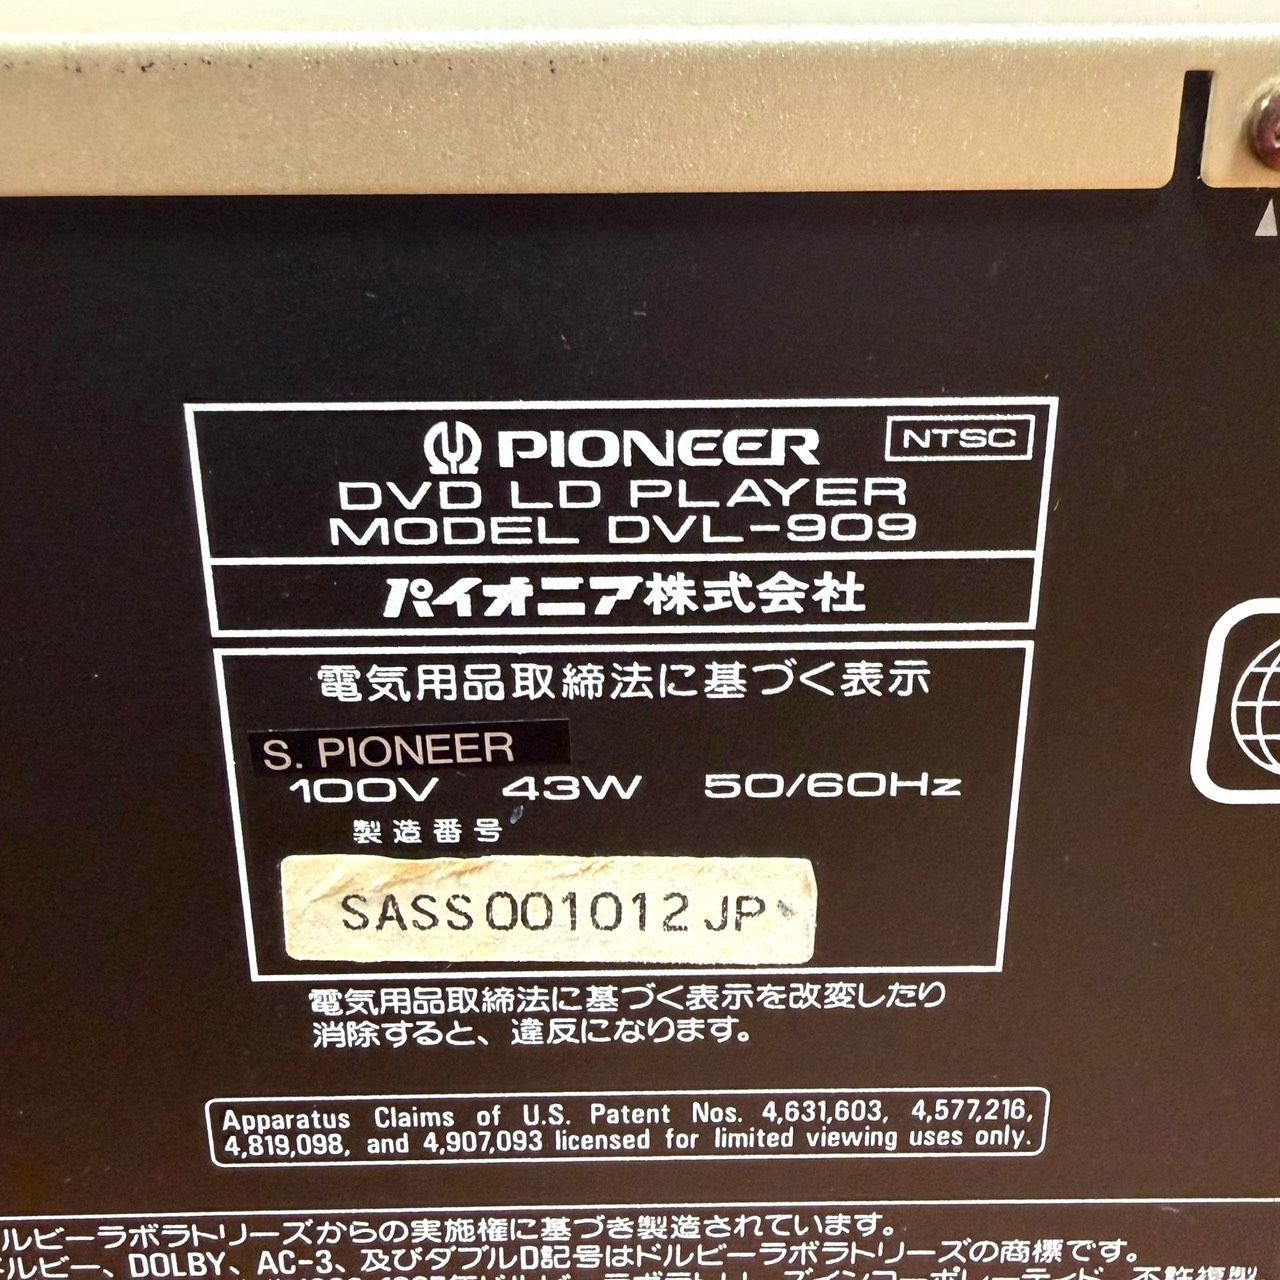 PIONEER NTSC
DVD LD PLAYER
MODEL DVL-909
パイオニア株式会社
電気用品取締法に基づく表示
S. PIONEER
100V 43W 50/60Hz
製造番号
SASS001012JP
電気用品取締法に基づく表示を改変したり
消除すると、違反になります。
Apparatus Claims of U.S. Patent Nos. 4,631,603, 4,577,216,
4,819,098, and 4,907,093 licensed for limited viewing uses only.
ルビーラボラトリーズからの実施権に基づき製造されています。
ドルビー、DOLBY、AC-3、及びダブルD記号はドルビーラボラトリーズの商標です。